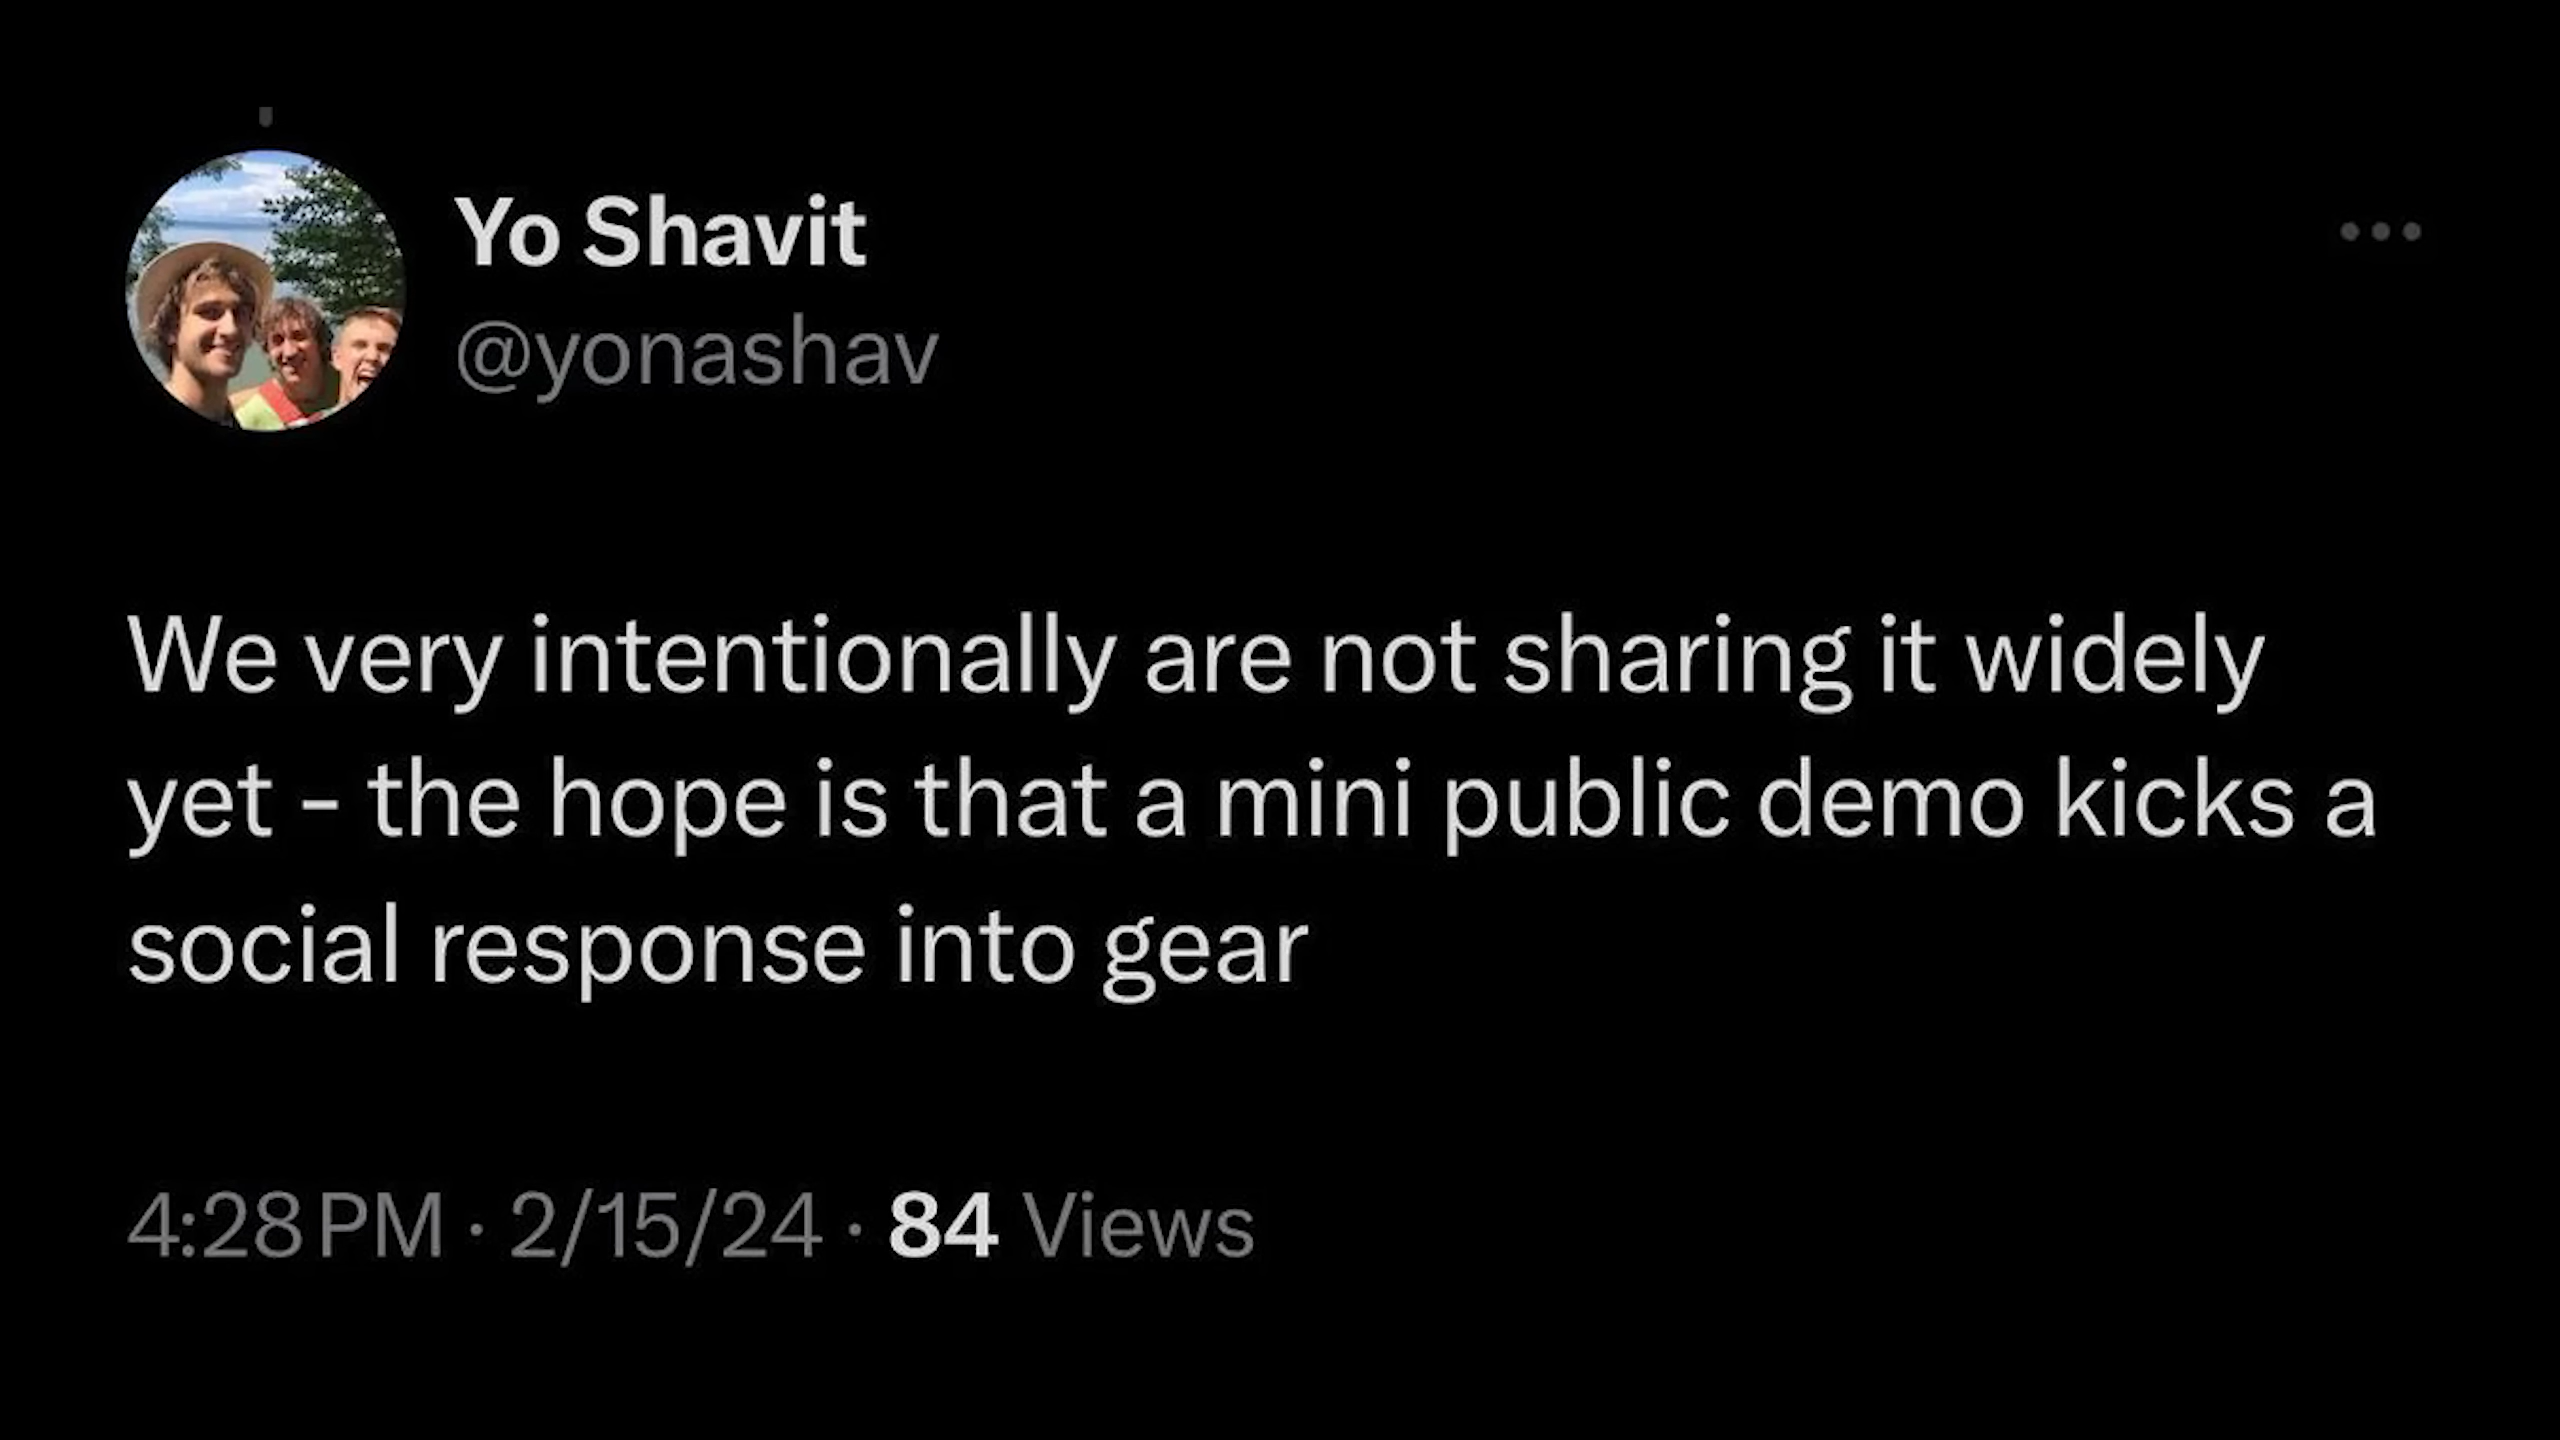 Yo Shavit
@yonashav
We very intentionally are not sharing it widely
yet - the hope is that a mini public demo kicks a
social response into gear
4:28 PM · 2/15/24 · 84 Views